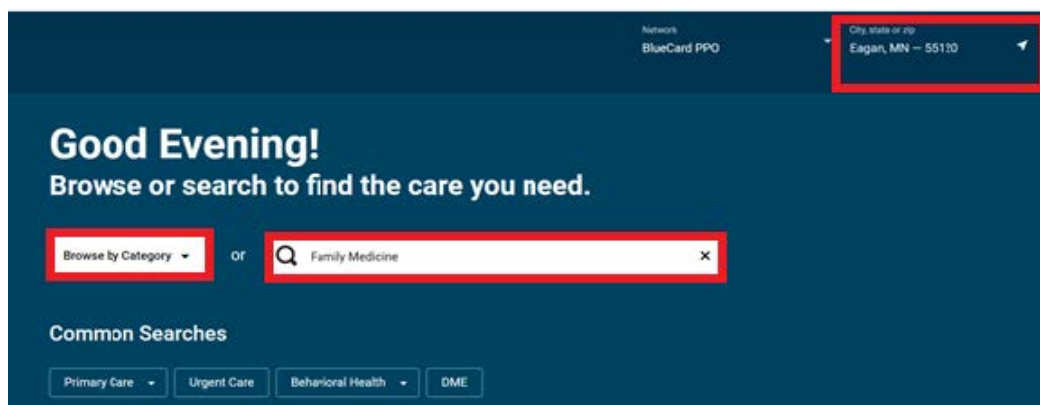 Network
BlueCard PPO
City, state or zip
Eagan, MN — 55120
Good Evening!
Browse or search to find the care you need.
Browse by Category
or
Family Medicine
Common Searches
Primary Care
Urgent Care
Behavioral Health
DME